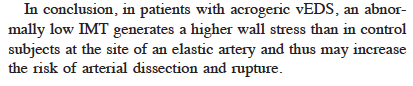 In conclusion, in patients with acrogeric vEDS, an abnor-
mally low IMT generates a higher wall stress than in control
subjects at the site of an elastic artery and thus may increase
the risk of arterial dissection and rupture.